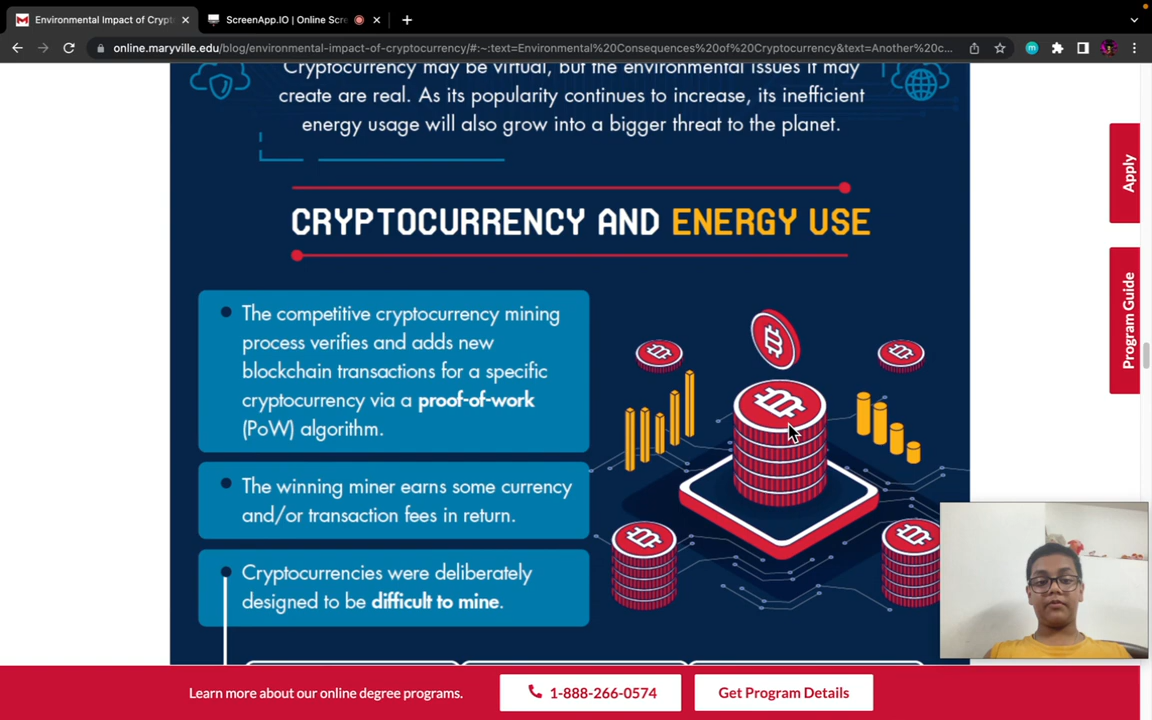 Environmental Impact of Crypt
ScreenApp.IO | Online Scre
online.maryville.edu/blog/environmental-impact-of-cryptocurrency/#:~:text=Environmental%20Consequences%20of%20Cryptocurrency&text=Another%20c...
Cryptocurrency may be virtual, but the environmental issues it may
create are real. As its popularity continues to increase, its inefficient
energy usage will also grow into a bigger threat to the planet.
CRYPTOCURRENCY AND ENERGY USE
The competitive cryptocurrency mining
process verifies and adds new
blockchain transactions for a specific
cryptocurrency via a proof-of-work
(PoW) algorithm.
The winning miner earns some currency
and/or transaction fees in return.
Cryptocurrencies were deliberately
designed to be difficult to mine.
Apply
Program Guide
Learn more about our online degree programs.
1-888-266-0574
Get Program Details